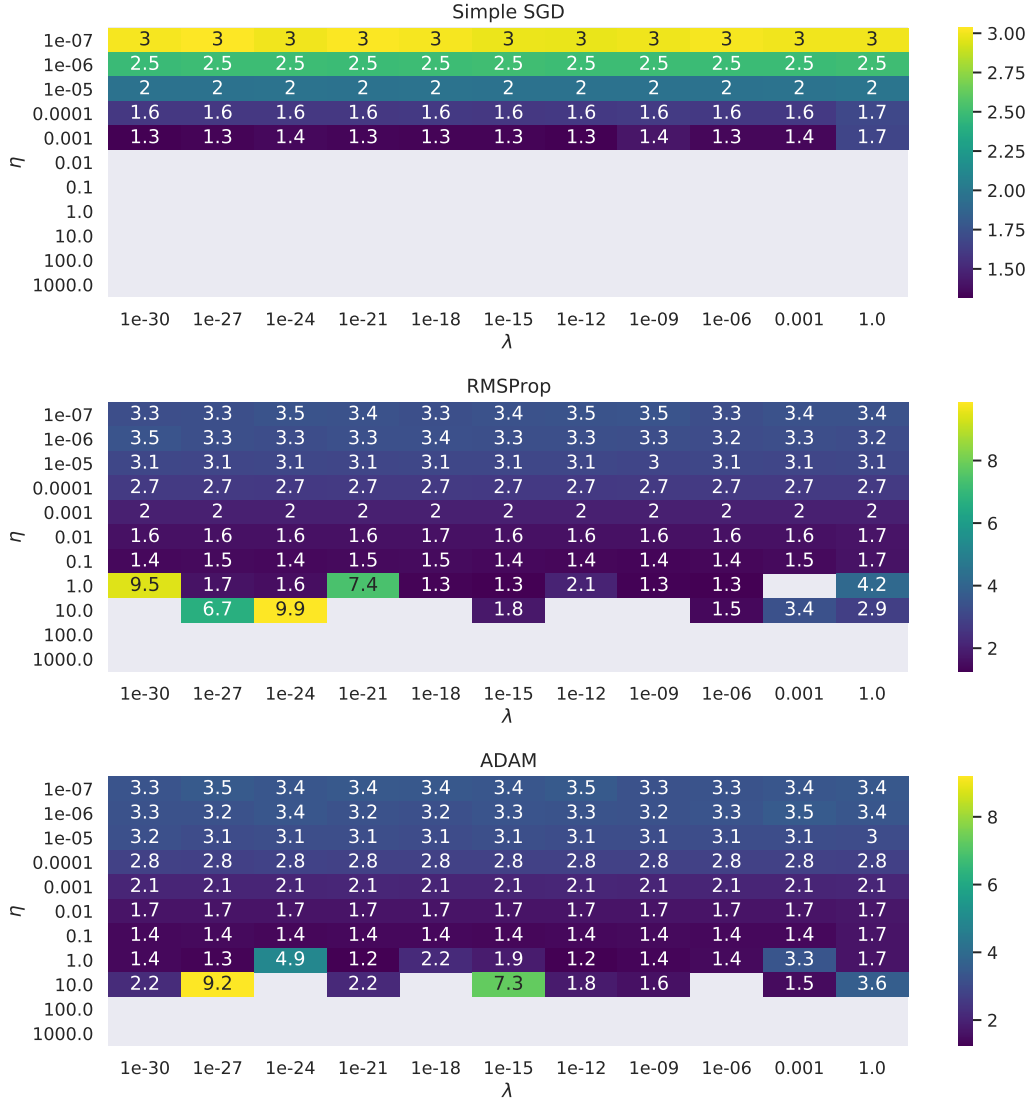 Simple SGD
1e-07 3 3 3 3 3 3 3 3 3 3 3
1e-06 2.5 2.5 2.5 2.5 2.5 2.5 2.5 2.5 2.5 2.5 2.5
1e-05 2 2 2 2 2 2 2 2 2 2 2
0.0001 1.6 1.6 1.6 1.6 1.6 1.6 1.6 1.6 1.6 1.6 1.7
0.001 1.3 1.3 1.4 1.3 1.3 1.3 1.3 1.4 1.3 1.4 1.7
0.01
0.1
1.0
10.0
100.0
1000.0
η
1e-30 1e-27 1e-24 1e-21 1e-18 1e-15 1e-12 1e-09 1e-06 0.001 1.0
λ
3.00
2.75
2.50
2.25
2.00
1.75
1.50
RMSProp
1e-07 3.3 3.3 3.5 3.4 3.3 3.4 3.5 3.5 3.3 3.4 3.4
1e-06 3.5 3.3 3.3 3.3 3.4 3.3 3.3 3.3 3.2 3.3 3.2
1e-05 3.1 3.1 3.1 3.1 3.1 3.1 3.1 3 3.1 3.1 3.1
0.0001 2.7 2.7 2.7 2.7 2.7 2.7 2.7 2.7 2.7 2.7 2.7
0.001 2 2 2 2 2 2 2 2 2 2 2
0.01 1.6 1.6 1.6 1.6 1.7 1.6 1.6 1.6 1.6 1.6 1.7
0.1 1.4 1.5 1.4 1.5 1.5 1.4 1.4 1.4 1.4 1.5 1.7
1.0 9.5 1.7 1.6 7.4 1.3 1.3 2.1 1.3 1.3 4.2
10.0 6.7 9.9 1.8 1.5 3.4 2.9
100.0
1000.0
η
1e-30 1e-27 1e-24 1e-21 1e-18 1e-15 1e-12 1e-09 1e-06 0.001 1.0
λ
8
6
4
2
ADAM
1e-07 3.3 3.5 3.4 3.4 3.4 3.4 3.5 3.3 3.3 3.4 3.4
1e-06 3.3 3.2 3.4 3.2 3.2 3.3 3.3 3.2 3.3 3.5 3.4
1e-05 3.2 3.1 3.1 3.1 3.1 3.1 3.1 3.1 3.1 3.1 3
0.0001 2.8 2.8 2.8 2.8 2.8 2.8 2.8 2.8 2.8 2.8 2.8
0.001 2.1 2.1 2.1 2.1 2.1 2.1 2.1 2.1 2.1 2.1 2.1
0.01 1.7 1.7 1.7 1.7 1.7 1.7 1.7 1.7 1.7 1.7 1.7
0.1 1.4 1.4 1.4 1.4 1.4 1.4 1.4 1.4 1.4 1.4 1.7
1.0 1.4 1.3 4.9 1.2 2.2 1.9 1.2 1.4 1.4 3.3 1.7
10.0 2.2 9.2 2.2 7.3 1.8 1.6 1.5 3.6
100.0
1000.0
η
1e-30 1e-27 1e-24 1e-21 1e-18 1e-15 1e-12 1e-09 1e-06 0.001 1.0
λ
8
6
4
2